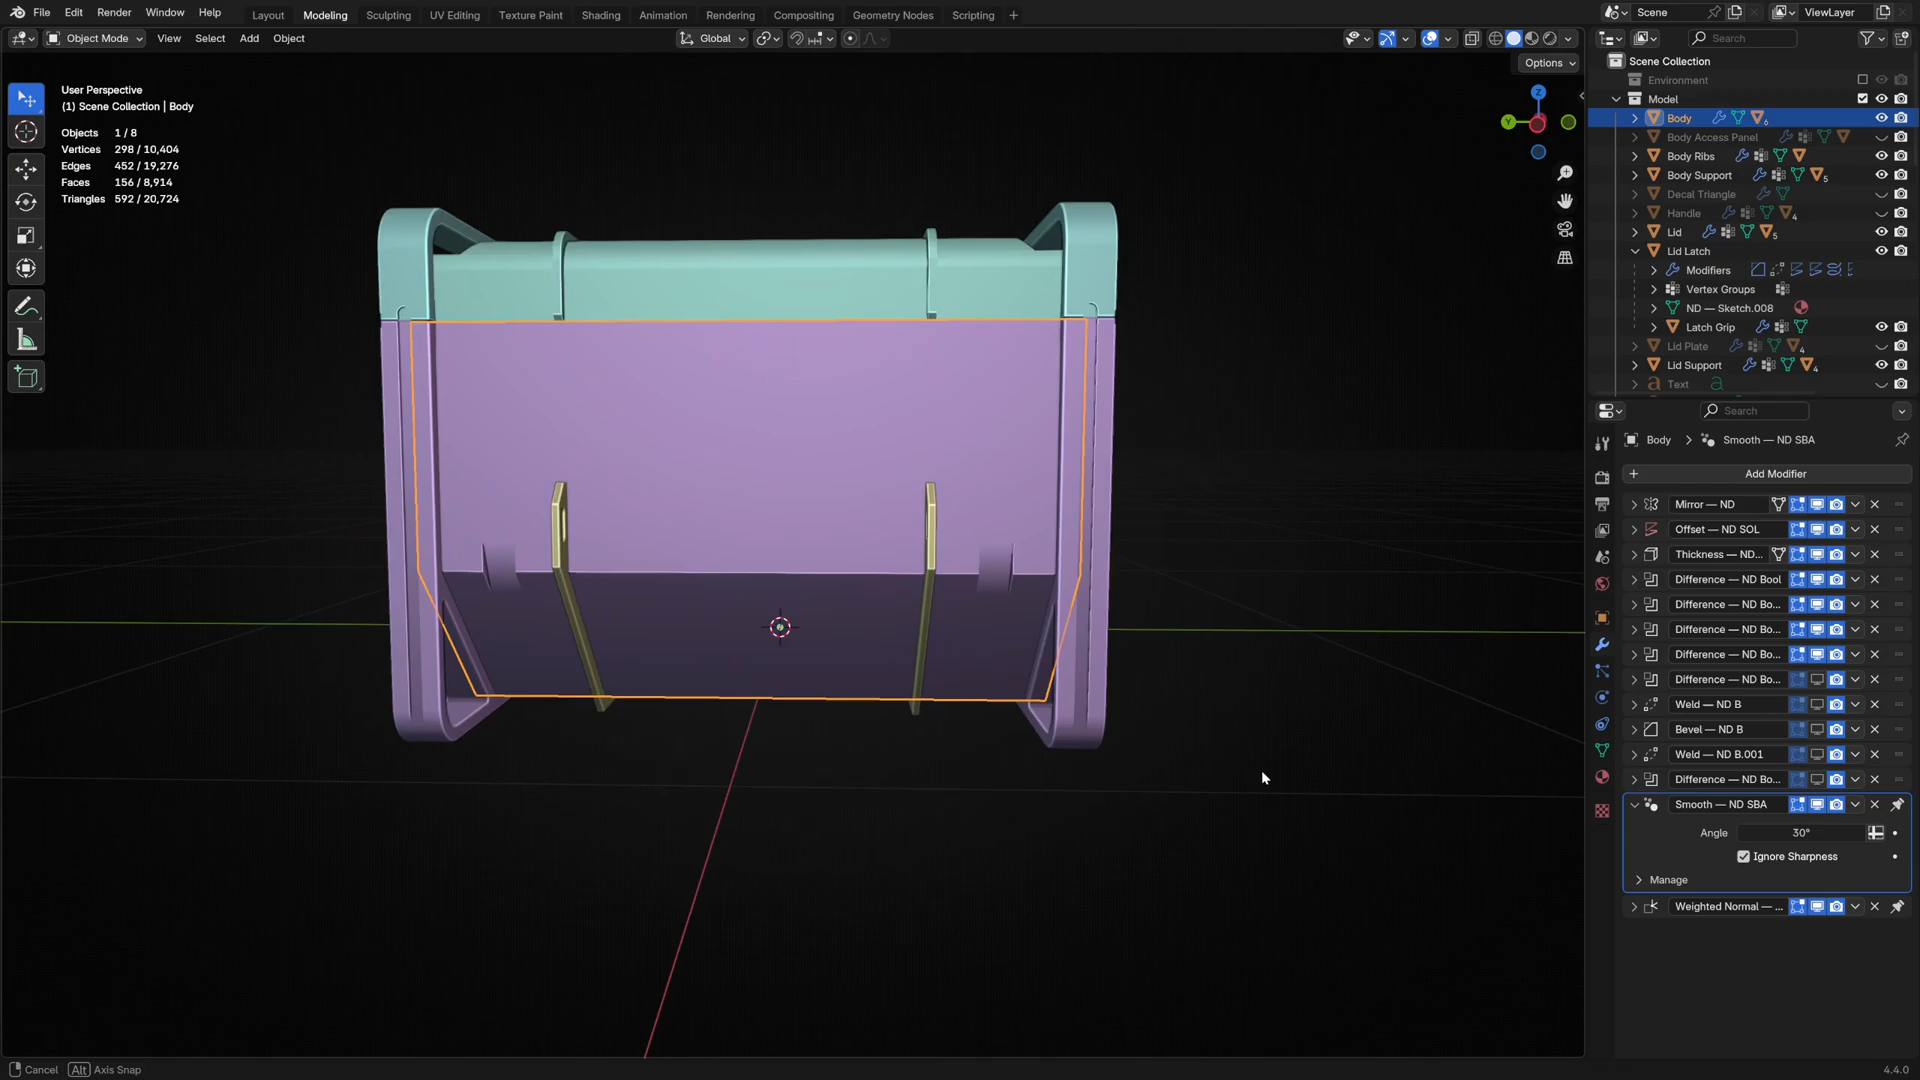 File Edit Render Window Help Layout Modeling Sculpting UV Editing Texture Paint Shading Animation Rendering Compositing Geometry Nodes Scripting Scene ViewLayer
Object Mode View Select Add Object Global Search
Options
User Perspective
(1) Scene Collection | Body
Objects 1 / 8
Vertices 298 / 10,404
Edges 452 / 19,276
Faces 156 / 8,914
Triangles 592 / 20,724
Z
Y
Scene Collection
Environment
Model
Body 6
Body Access Panel
Body Ribs
Body Support 5
Decal Triangle
Handle 4
Lid 5
Lid Latch
Modifiers
Vertex Groups
ND — Sketch.008
Latch Grip
Lid Plate 4
Lid Support 4
Text a
Search
Body Smooth — ND SBA
Add Modifier
Mirror — ND
Offset — ND SOL
Thickness — ND...
Difference — ND Bool
Difference — ND Bo...
Difference — ND Bo...
Difference — ND Bo...
Difference — ND Bo...
Weld — ND B
Bevel — ND B
Weld — ND B.001
Difference — ND Bo...
Smooth — ND SBA
Angle 30°
Ignore Sharpness
Manage
Weighted Normal — ...
Cancel Alt Axis Snap 4.4.0